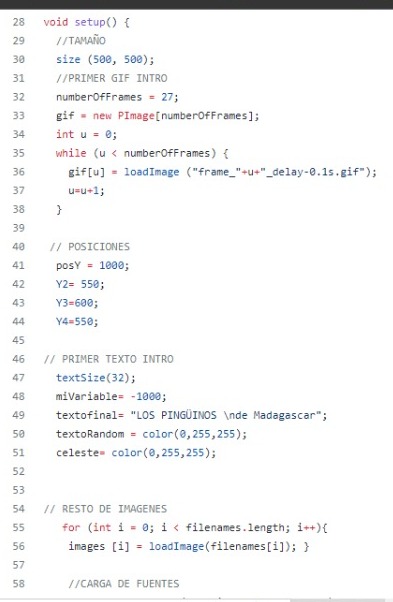 28 void setup() {
29 //TAMAÑO
30 size (500, 500);
31 //PRIMER GIF INTRO
32 numberOfFrames = 27;
33 gif = new PImage[numberOfFrames];
34 int u = 0;
35 while (u < numberOfFrames) {
36 gif[u] = loadImage ("frame_"+u+"_delay-0.1s.gif");
37 u=u+1;
38 }
39
40 // POSICIONES
41 posY = 1000;
42 Y2= 550;
43 Y3=600;
44 Y4=550;
45
46 // PRIMER TEXTO INTRO
47 textSize(32);
48 miVariable= -1000;
49 textofinal= "LOS PINGÜINOS \nde Madagascar";
50 textoRandom = color(0,255,255);
51 celeste= color(0,255,255);
52
53
54 // RESTO DE IMAGENES
55 for (int i = 0; i < filenames.length; i++){
56 images [i] = loadImage(filenames[i]); }
57
58 //CARGA DE FUENTES